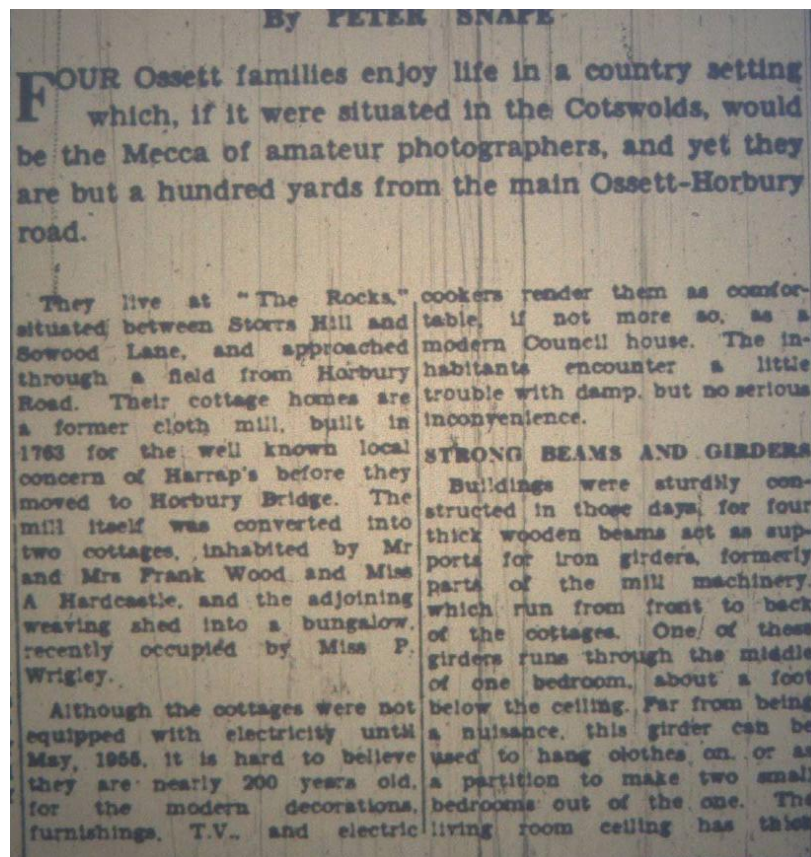 By PETER SNAPE
FOUR Ossett families enjoy life in a country setting
which, if it were situated in the Cotswolds, would
be the Mecca of amateur photographers, and yet they
are but a hundred yards from the main Ossett-Horbury
road.
They live at "The Rocks,"
situated between Storrs Hill and
Sowood Lane, and approached
through a field from Horbury
Road. Their cottage homes are
a former cloth mill, built in
1763 for the well known local
concern of Harrap's before they
moved to Horbury Bridge. The
mill itself was converted into
two cottages, inhabited by Mr
and Mrs Frank Wood and Miss
A Hardcastle, and the adjoining
weaving shed into a bungalow,
recently occupied by Miss P.
Wrigley.
Although the cottages were not
equipped with electricity until
May, 1955, it is hard to believe
they are nearly 200 years old,
for the modern decorations,
furnishings, T.V., and electric
cookers render them as comfor-
table, if not more so, as a
modern Council house. The in-
habitants encounter a little
trouble with damp, but no serious
inconvenience.
STRONG BEAMS AND GIRDERS
Buildings were sturdily con-
structed in those days, for four
thick wooden beams act as sup-
ports for iron girders, formerly
parts of the mill machinery
which run from front to back
of the cottages. One of these
girders runs through the middle
of one bedroom, about a foot
below the ceiling. Far from being
a nuisance, this girder can be
used to hang clothes on, or as
a partition to make two small
bedrooms out of the one. The
living room ceiling has thick